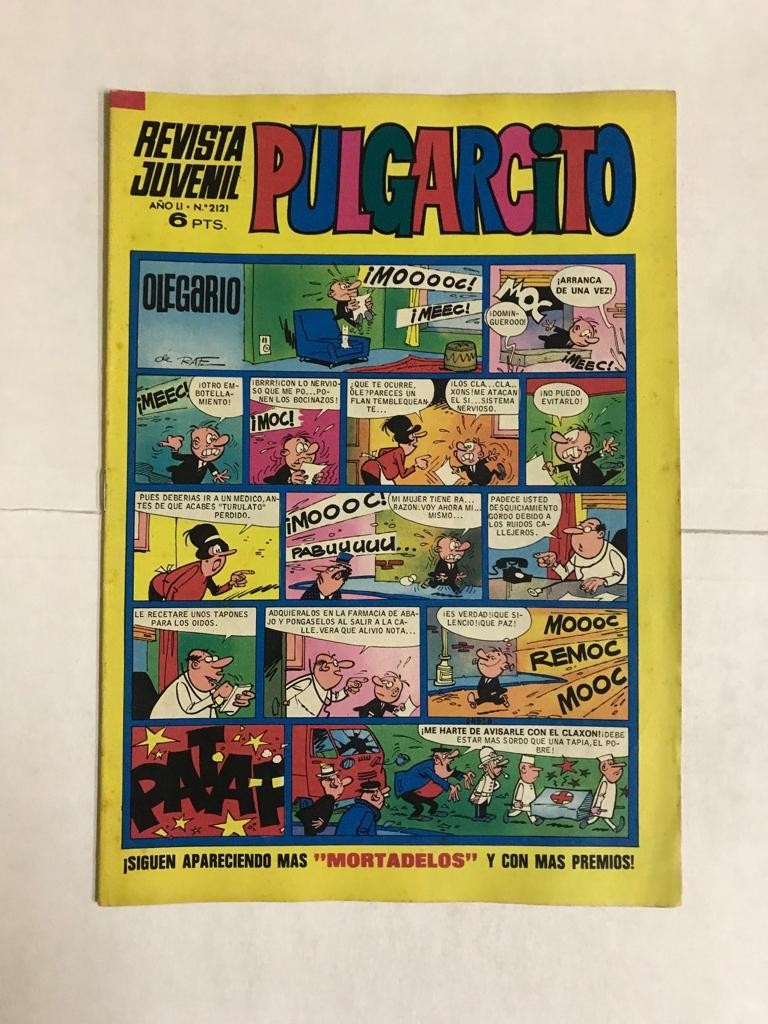 REVISTA
JUVENIL
AÑO LI • N.º 2121
6 PTS.
PULGARCITO
OLEGARIO
de RAF
¡MOOOOC!
¡MEEC!
MOC
¡DOMIN-
GUEROOO!
¡ARRANCA
DE UNA VEZ!
¡MEEC!
¡MEEC!
¡OTRO EM-
BOTELLA-
MIENTO!
¡BRRR!¡CON LO NERVIO-
SO QUE ME PO...PO-
NEN LOS BOCINAZOS!
¡MOC!
¿QUE TE OCURRE,
OLE?PARECES UN
FLAN TEMBLEQUEAN-
TE...
¡LOS CLA...CLA...
XONS!ME ATACAN
EL SI...SISTEMA
NERVIOSO.
¡NO PUEDO
EVITARLO!
PUES DEBERIAS IR A UN MEDICO, AN-
TES DE QUE ACABES "TURULATO"
PERDIDO.
¡MOOOC!
PABUUUUU...
MI MUJER TIENE RA...
RAZON.VOY AHORA MI...
MISMO...
PADECE USTED
DESQUICIAMIENTO
GORDO DEBIDO A
LOS RUIDOS CA-
LLEJEROS.
LE RECETARE UNOS TAPONES
PARA LOS OIDOS.
ADQUIERALOS EN LA FARMACIA DE ABA-
JO Y PONGASELOS AL SALIR A LA CA-
LLE.VERA QUE ALIVIO NOTA...
¡ES VERDAD!¡QUE SI-
LENCIO!¡QUE PAZ!
MOOOC
REMOC
MOOC
PATAF
¡ME HARTE DE AVISARLE CON EL CLAXON!¡DEBE
ESTAR MAS SORDO QUE UNA TAPIA, EL PO-
BRE!
¡SIGUEN APARECIENDO MAS "MORTADELOS" Y CON MAS PREMIOS!